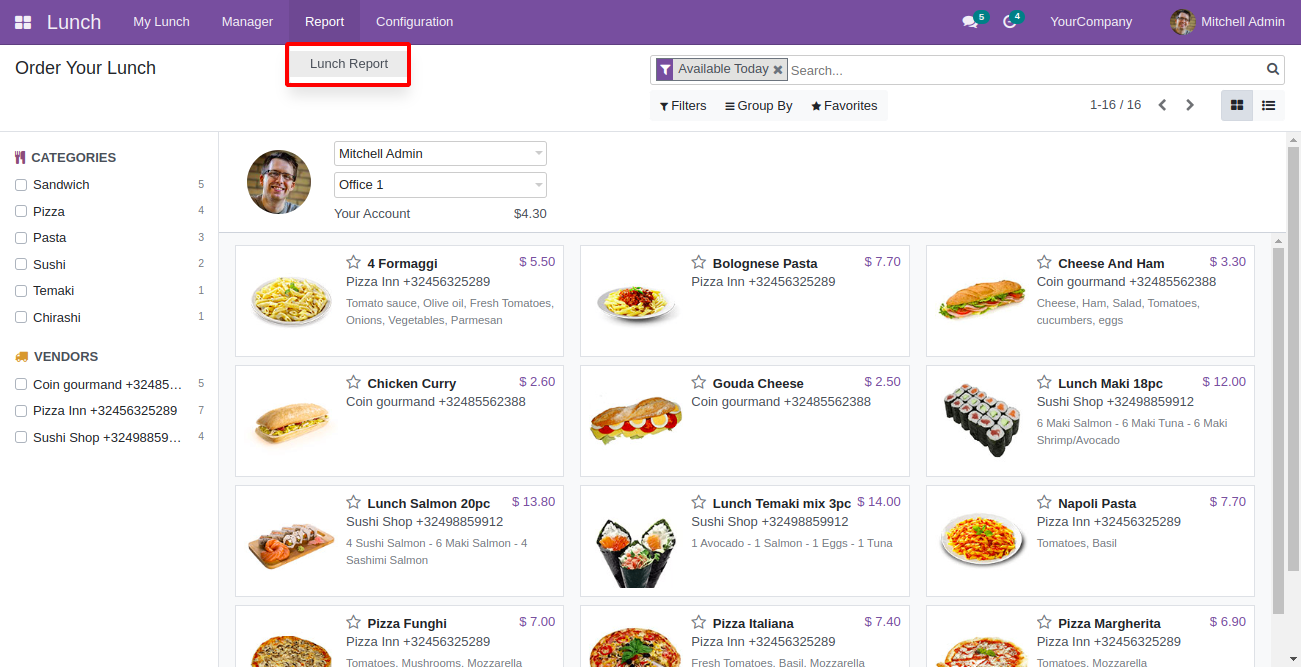 Lunch My Lunch Manager Report Configuration 5 4 YourCompany Mitchell Admin
Lunch Report
Order Your Lunch
Available Today Search...
Filters Group By Favorites 1-16 / 16
CATEGORIES
Sandwich 5
Pizza 4
Pasta 3
Sushi 2
Temaki 1
Chirashi 1
VENDORS
Coin gourmand +32485... 5
Pizza Inn +32456325289 7
Sushi Shop +32498859... 4
Mitchell Admin
Office 1
Your Account $4.30
4 Formaggi $ 5.50
Pizza Inn +32456325289
Tomato sauce, Olive oil, Fresh Tomatoes,
Onions, Vegetables, Parmesan
Bolognese Pasta $ 7.70
Pizza Inn +32456325289
Cheese And Ham $ 3.30
Coin gourmand +32485562388
Cheese, Ham, Salad, Tomatoes,
cucumbers, eggs
Chicken Curry $ 2.60
Coin gourmand +32485562388
Gouda Cheese $ 2.50
Coin gourmand +32485562388
Lunch Maki 18pc $ 12.00
Sushi Shop +32498859912
6 Maki Salmon - 6 Maki Tuna - 6 Maki
Shrimp/Avocado
Lunch Salmon 20pc $ 13.80
Sushi Shop +32498859912
4 Sushi Salmon - 6 Maki Salmon - 4
Sashimi Salmon
Lunch Temaki mix 3pc $ 14.00
Sushi Shop +32498859912
1 Avocado - 1 Salmon - 1 Eggs - 1 Tuna
Napoli Pasta $ 7.70
Pizza Inn +32456325289
Tomatoes, Basil
Pizza Funghi $ 7.00
Pizza Inn +32456325289
Tomatoes, Mushrooms, Mozzarella
Pizza Italiana $ 7.40
Pizza Inn +32456325289
Fresh Tomatoes, Basil, Mozzarella
Pizza Margherita $ 6.90
Pizza Inn +32456325289
Tomatoes, Mozzarella